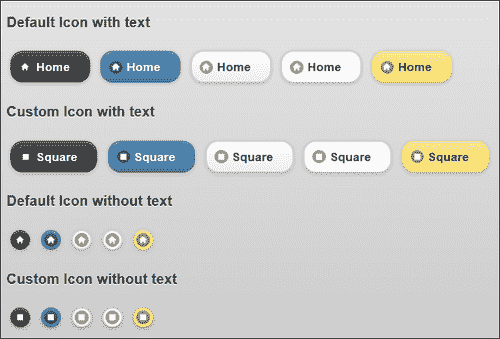 Default Icon with text
Home Home Home Home Home
Custom Icon with text
Square Square Square Square Square
Default Icon without text
Custom Icon without text